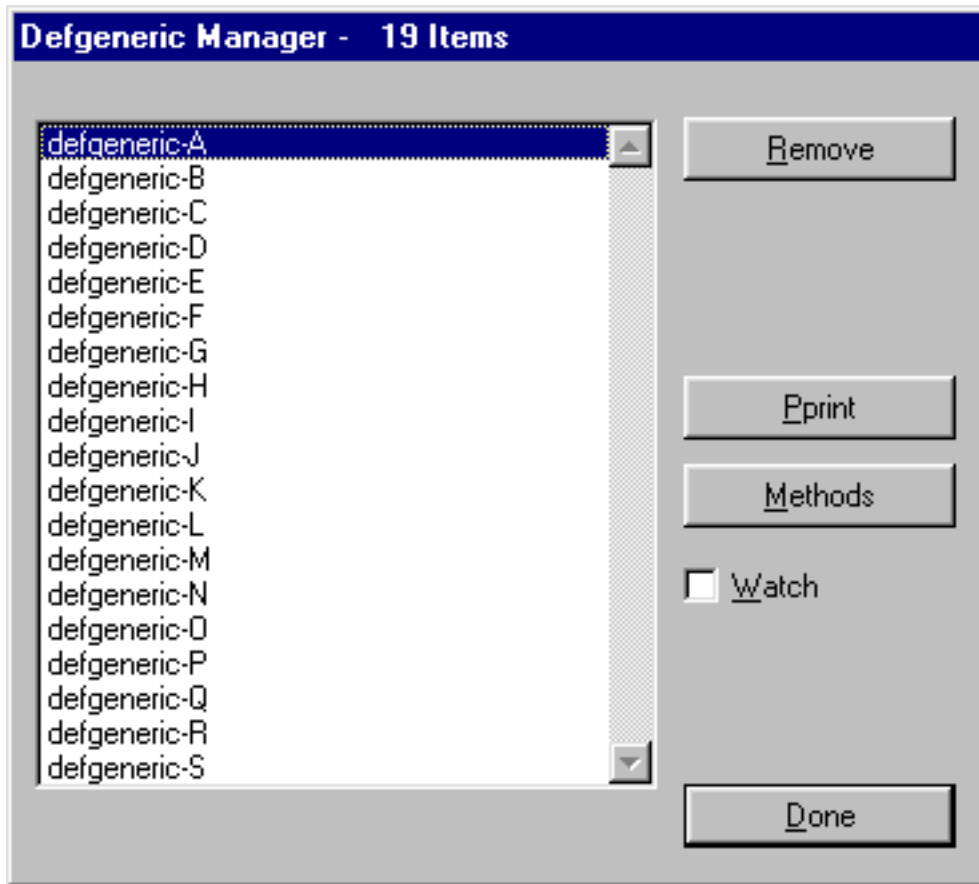 Defgeneric Manager - 19 Items
defgeneric-A
defgeneric-B
defgeneric-C
defgeneric-D
defgeneric-E
defgeneric-F
defgeneric-G
defgeneric-H
defgeneric-I
defgeneric-J
defgeneric-K
defgeneric-L
defgeneric-M
defgeneric-N
defgeneric-O
defgeneric-P
defgeneric-Q
defgeneric-R
defgeneric-S
Remove
Pprint
Methods
Watch
Done